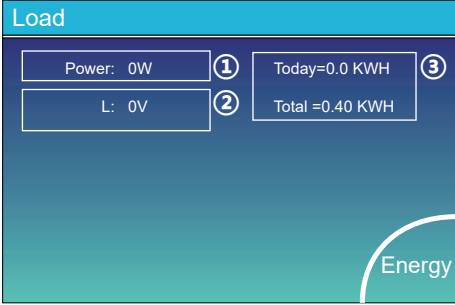 Load
Power: 0W ①
L: 0V ②
Today=0.0 KWH ③
Total =0.40 KWH
Energy